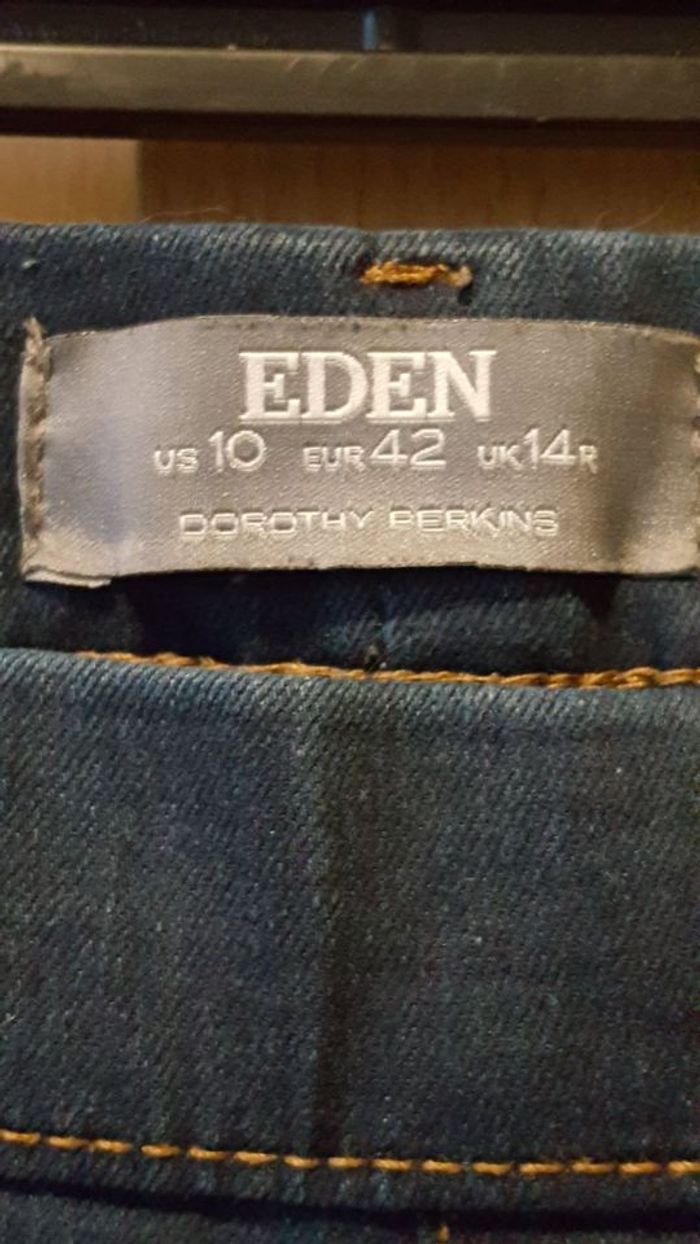 EDEN
US 10 EUR 42 UK 14R
DOROTHY PERKINS